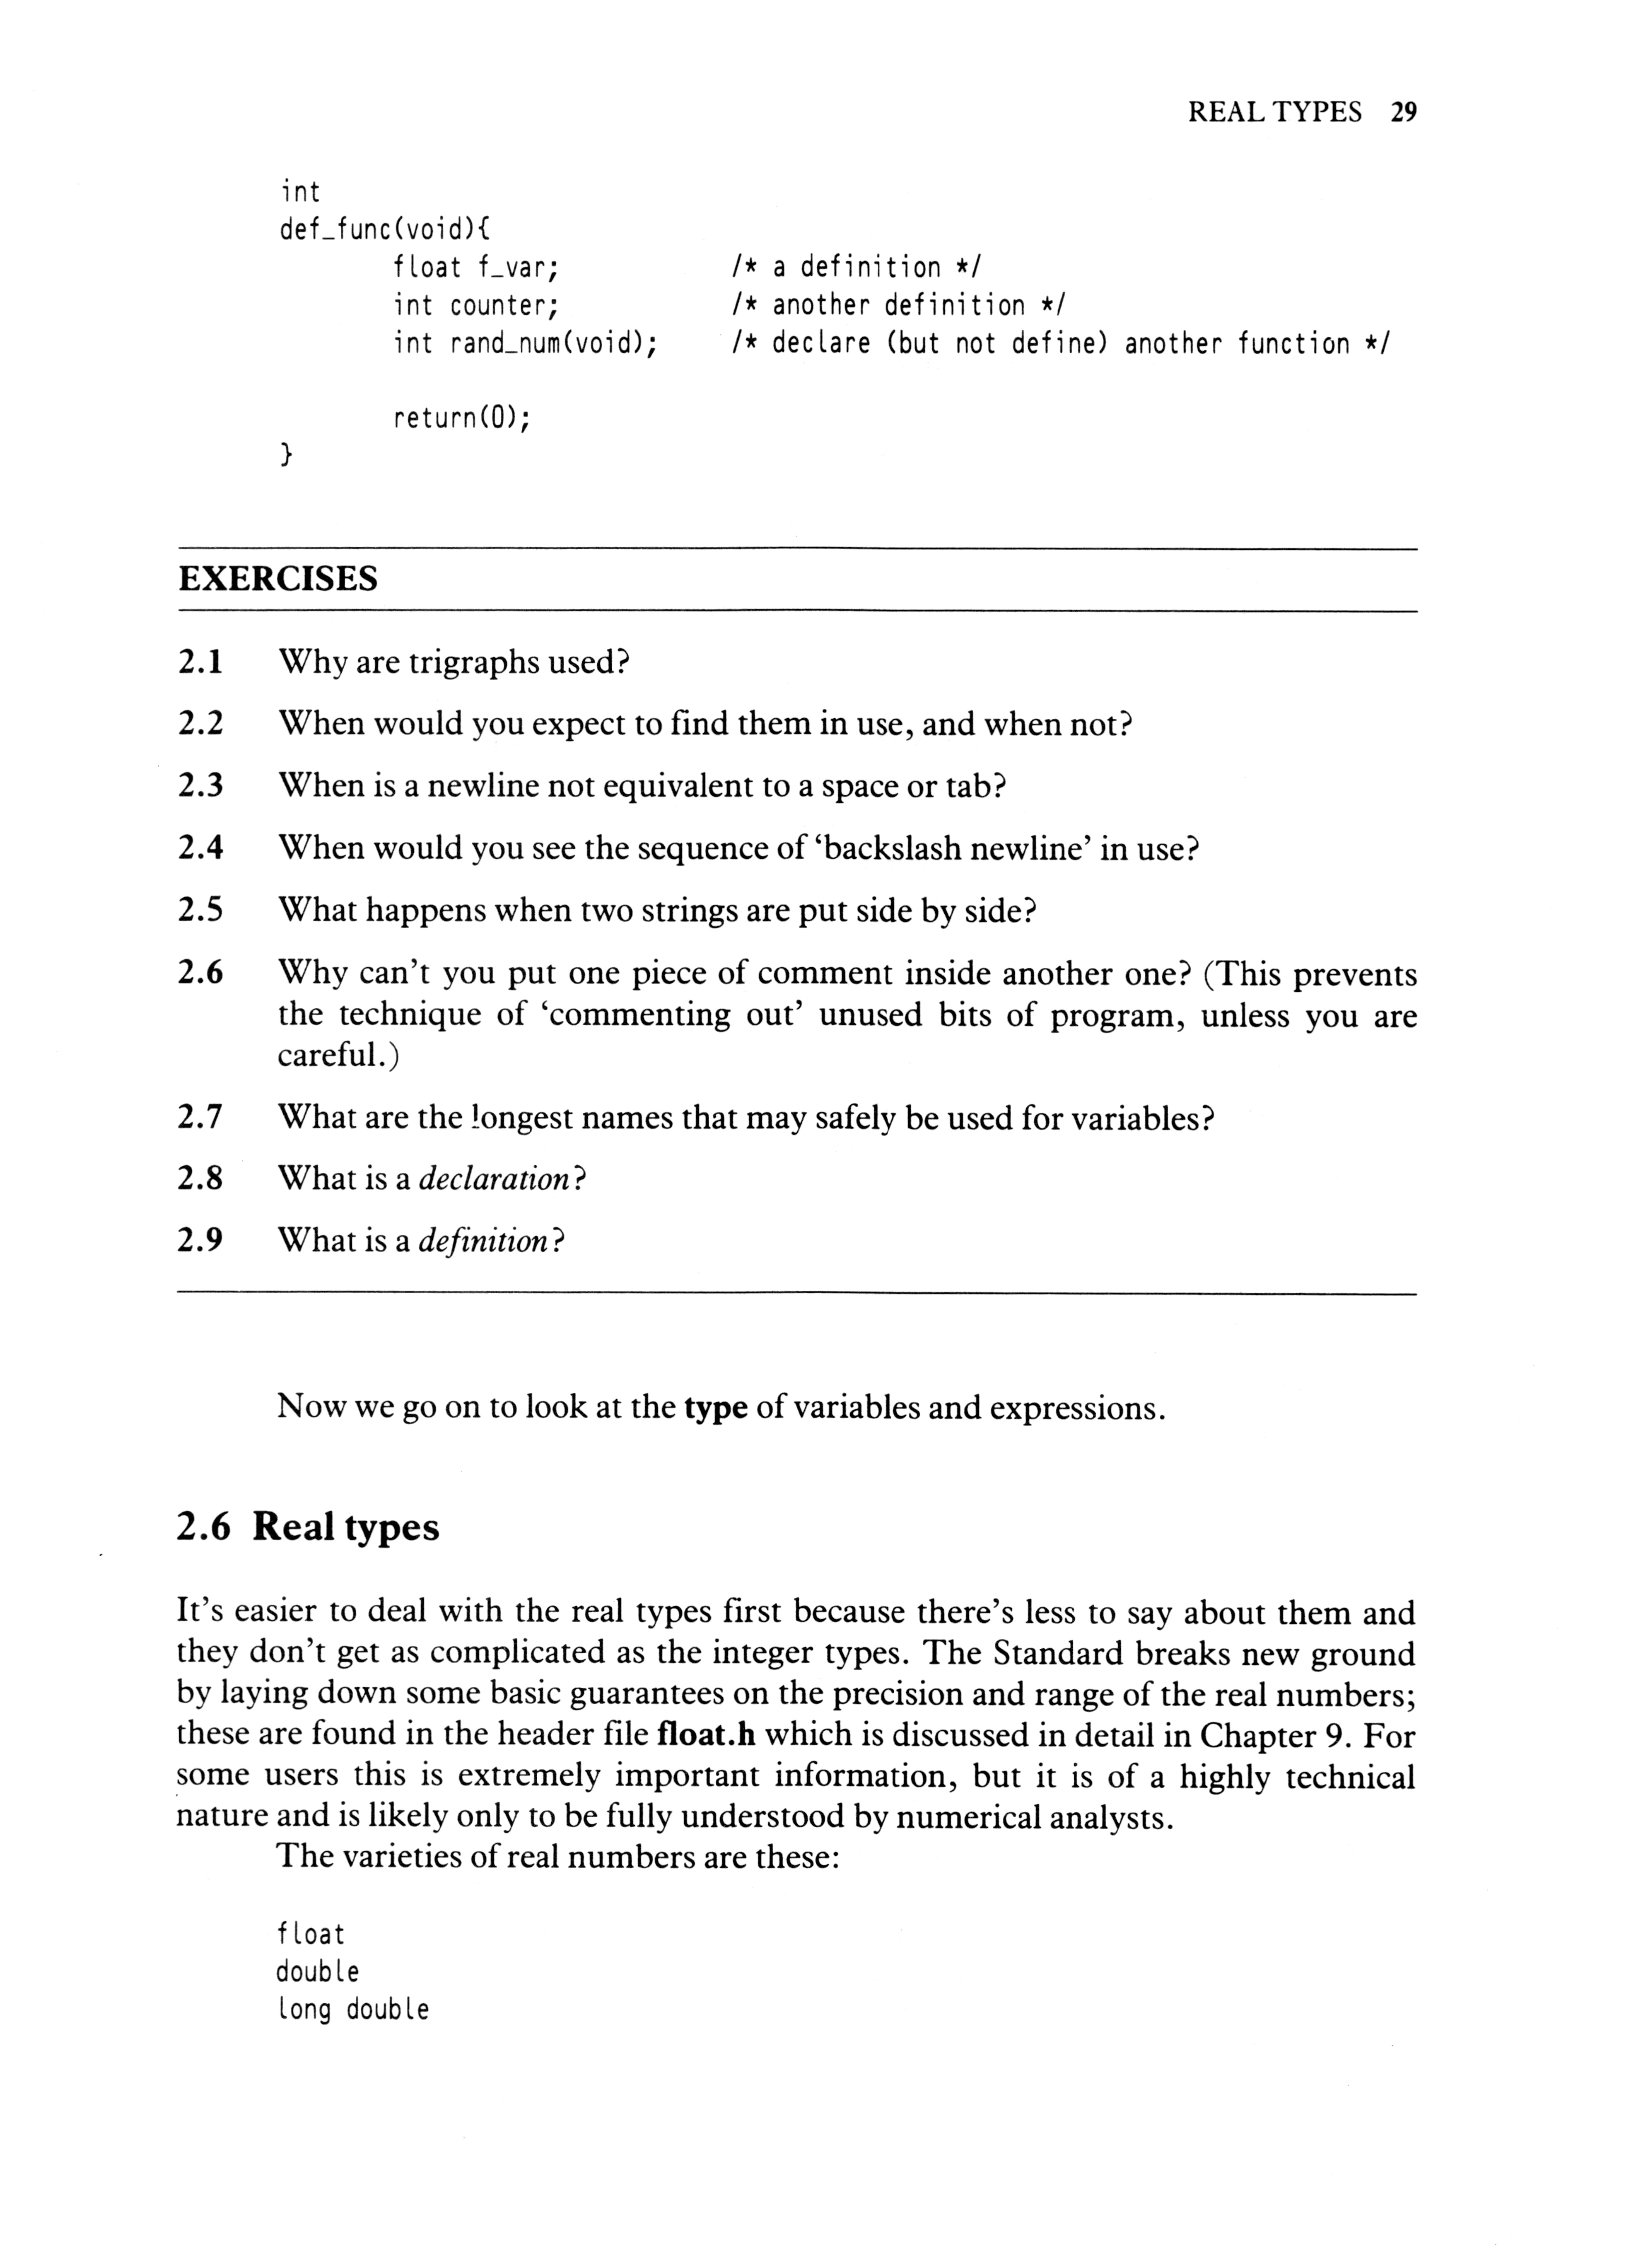 REAL TYPES 29
int
def_func(void){
float f_var; /* a definition */
int counter; /* another definition */
int rand_num(void); /* declare (but not define) another function */
return(0);
}
EXERCISES
2.1 Why are trigraphs used?
2.2 When would you expect to find them in use, and when not?
2.3 When is a newline not equivalent to a space or tab?
2.4 When would you see the sequence of ‘backslash newline’ in use?
2.5 What happens when two strings are put side by side?
2.6 Why can’t you put one piece of comment inside another one? (This prevents
the technique of ‘commenting out’ unused bits of program, unless you are
careful.)
2.7 What are the longest names that may safely be used for variables?
2.8 What is a declaration?
2.9 What is a definition?
Now we go on to look at the type of variables and expressions.
2.6 Real types
It’s easier to deal with the real types first because there’s less to say about them and
they don’t get as complicated as the integer types. The Standard breaks new ground
by laying down some basic guarantees on the precision and range of the real numbers;
these are found in the header file float.h which is discussed in detail in Chapter 9. For
some users this is extremely important information, but it is of a highly technical
nature and is likely only to be fully understood by numerical analysts.
The varieties of real numbers are these:
float
double
long double